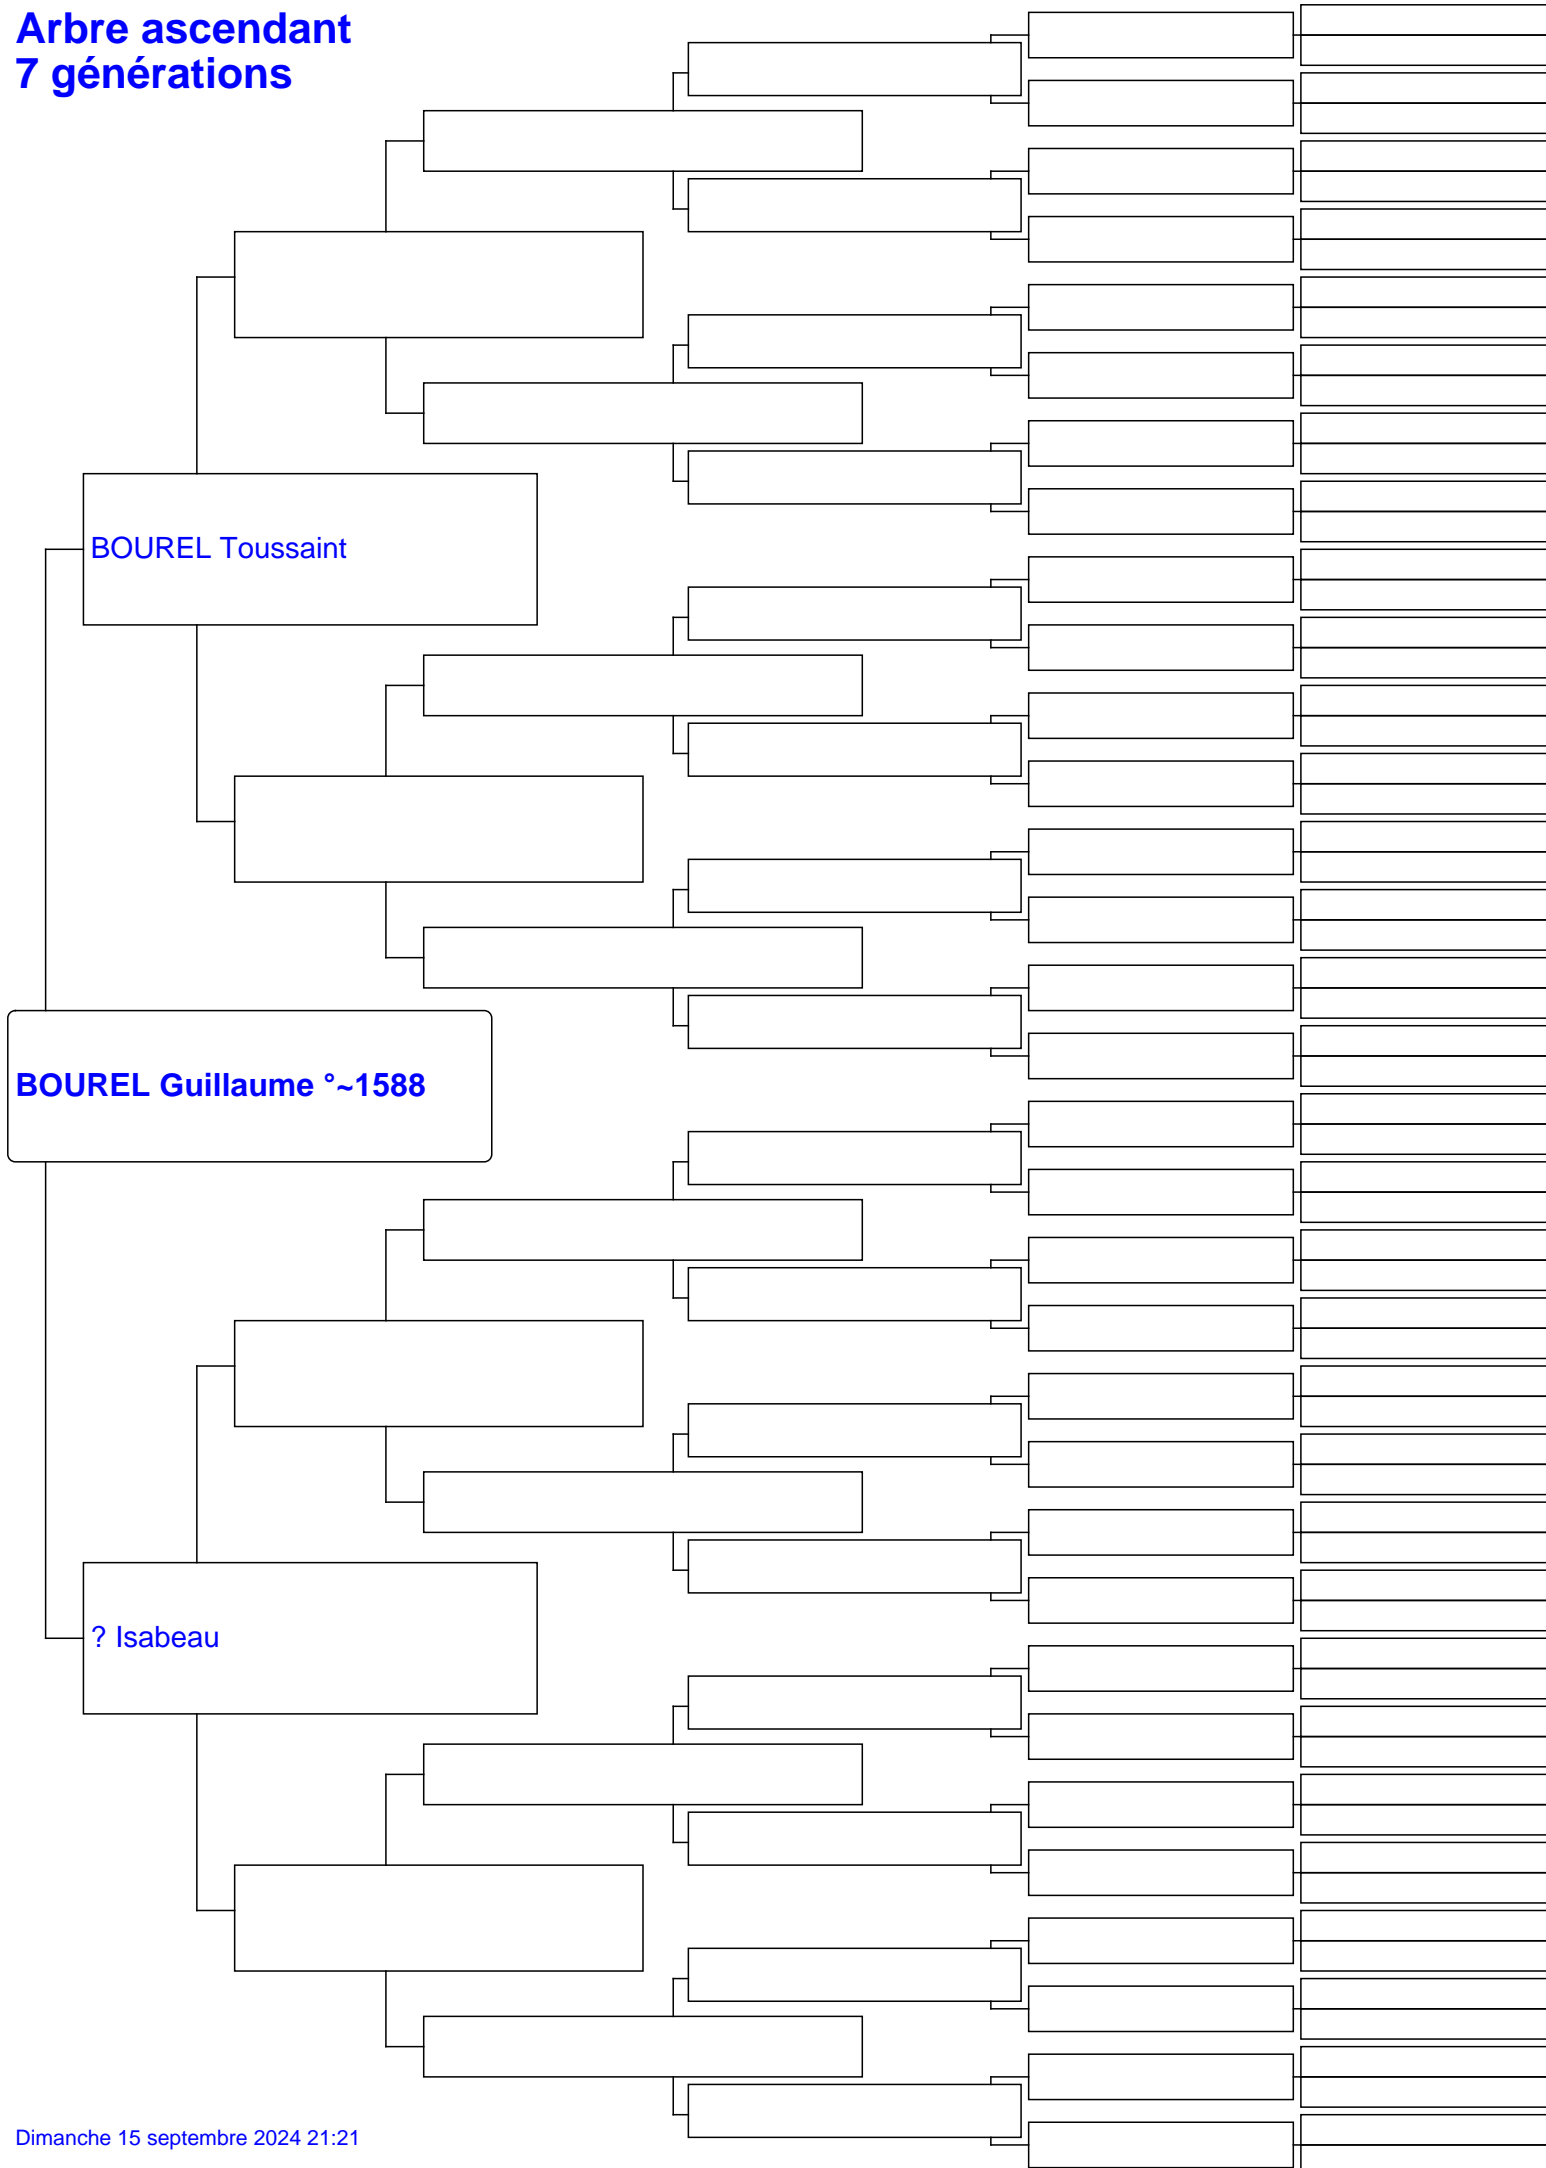 Arbre ascendant
7 générations
BOUREL Toussaint
BOUREL Guillaume °~1588
? Isabeau
Dimanche 15 septembre 2024 21:21